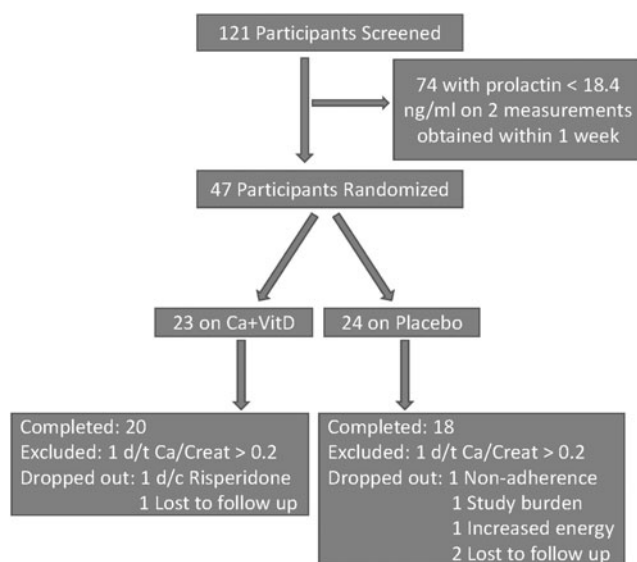 121 Participants Screened
74 with prolactin < 18.4
ng/ml on 2 measurements
obtained within 1 week
47 Participants Randomized
23 on Ca+VitD
24 on Placebo
Completed: 20
Excluded: 1 d/t Ca/Creat > 0.2
Dropped out: 1 d/c Risperidone
1 Lost to follow up
Completed: 18
Excluded: 1 d/t Ca/Creat > 0.2
Dropped out: 1 Non-adherence
1 Study burden
1 Increased energy
2 Lost to follow up